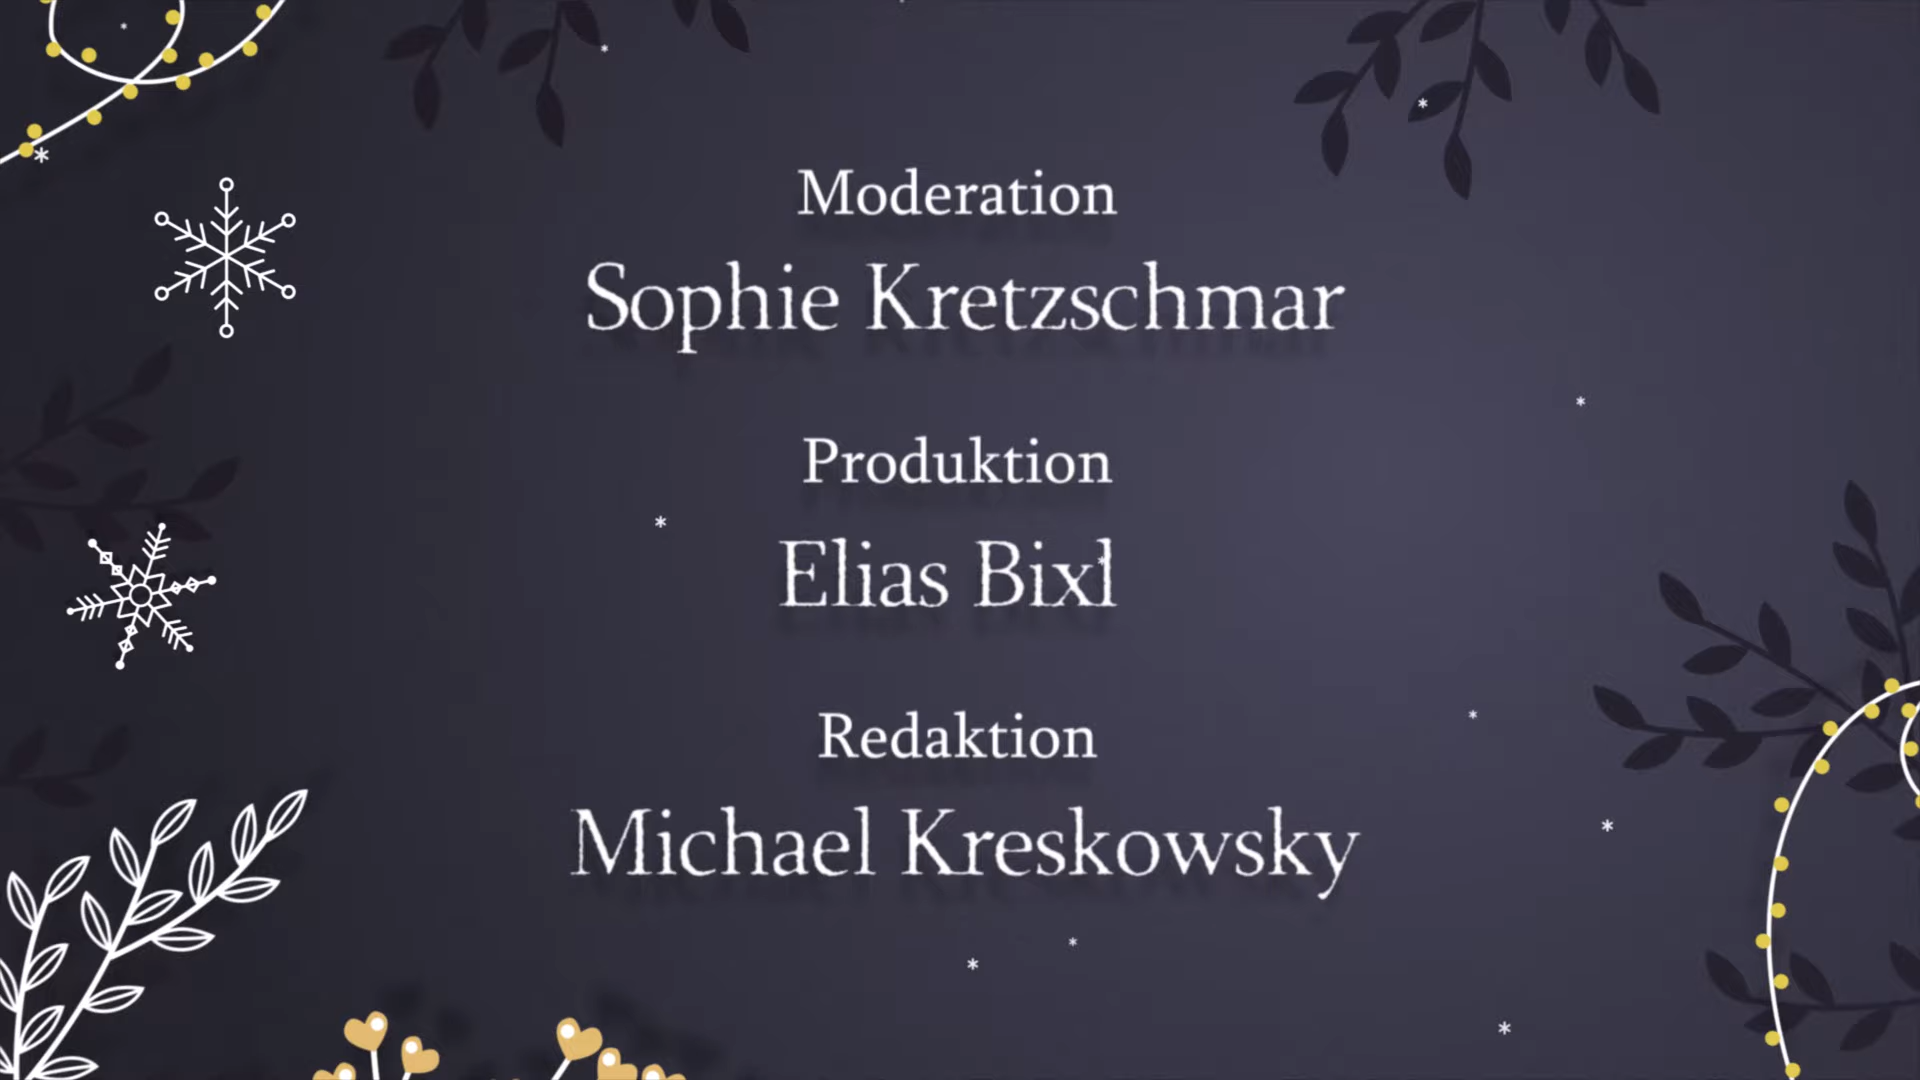 Moderation
Sophie Kretzschmar
Produktion
Elias Bixl
Redaktion
Michael Kreskowsky